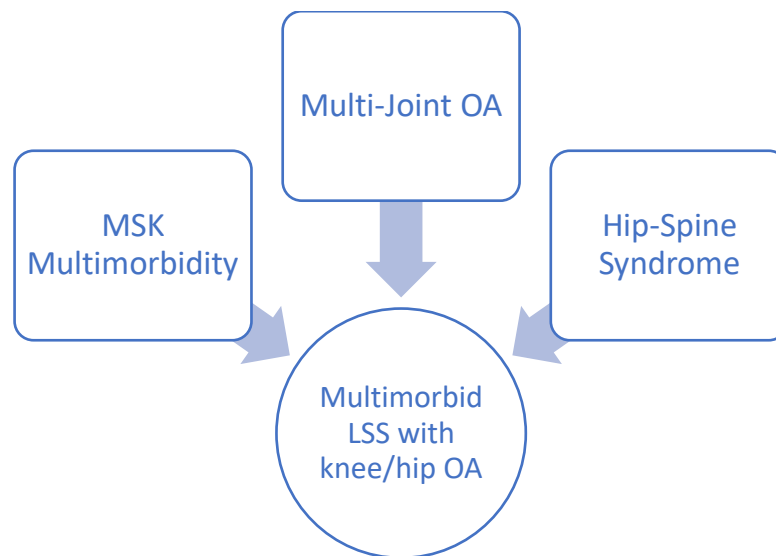 Multi-Joint OA
MSK
Multimorbidity
Hip-Spine
Syndrome
Multimorbid
LSS with
knee/hip OA